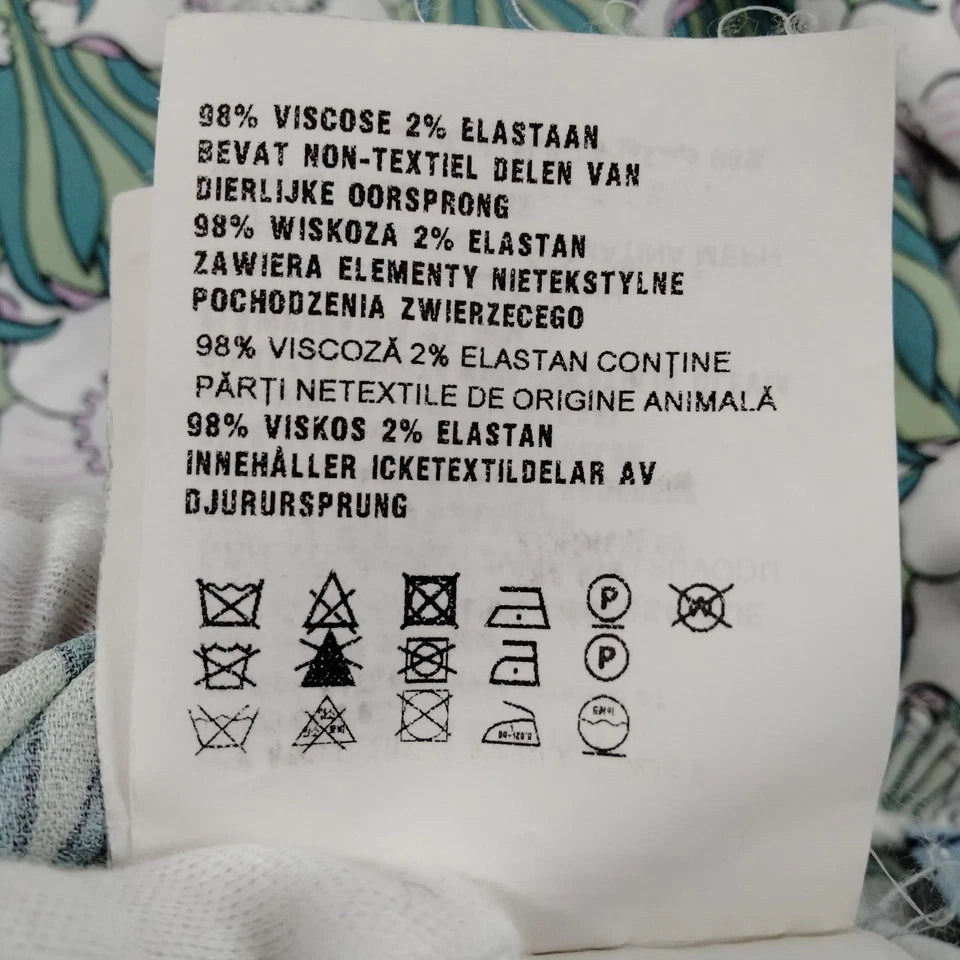 98% VISCOSE 2% ELASTAAN
BEVAT NON-TEXTIEL DELEN VAN
DIERLIJKE OORSPRONG
98% WISKOZA 2% ELASTAN
ZAWIERA ELEMENTY NIETEKSTYLNE
POCHODZENIA ZWIERZECEGO
98% VISCOZĂ 2% ELASTAN CONȚINE
PĂRȚI NETEXTILE DE ORIGINE ANIMALĂ
98% VISKOS 2% ELASTAN
INNEHÅLLER ICKETEXTILDELAR AV
DJURURSPRUNG
P W
P